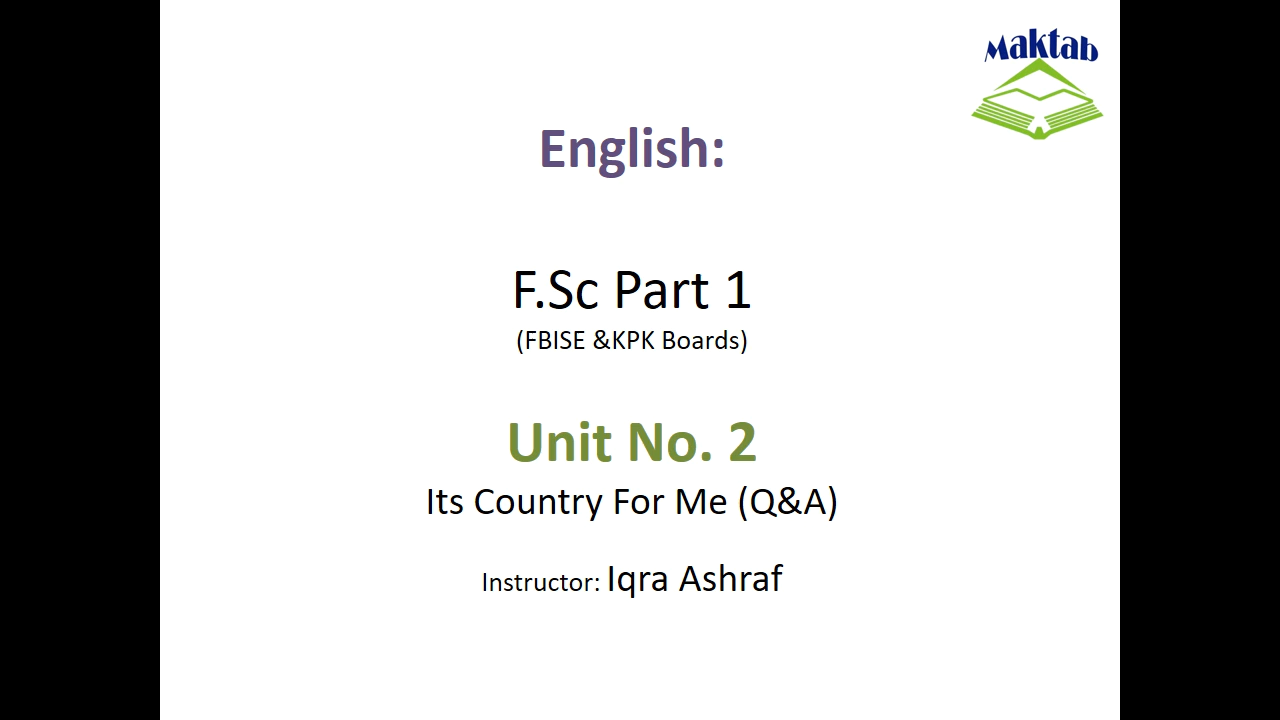 Maktab
English:
F.Sc Part 1
(FBISE &KPK Boards)
Unit No. 2
Its Country For Me (Q&A)
Instructor: Iqra Ashraf